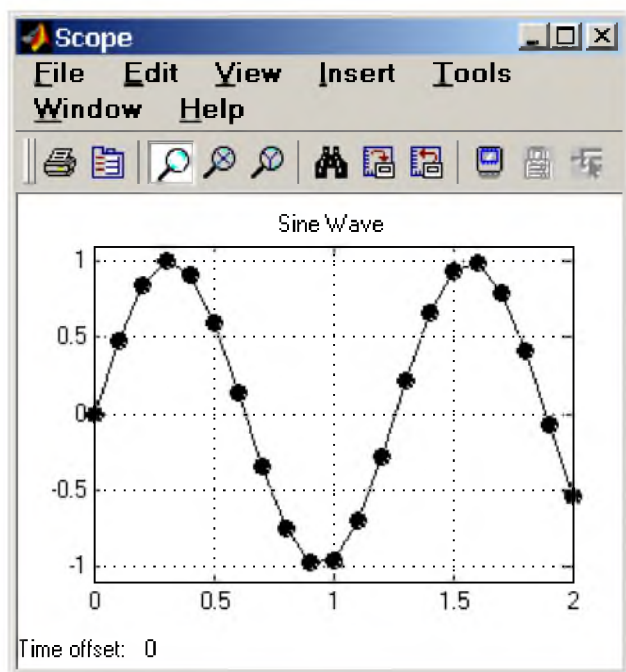 Scope
File Edit View Insert Tools
Window Help
Sine Wave
1
0.5
0
-0.5
-1
0 0.5 1 1.5 2
Time offset: 0